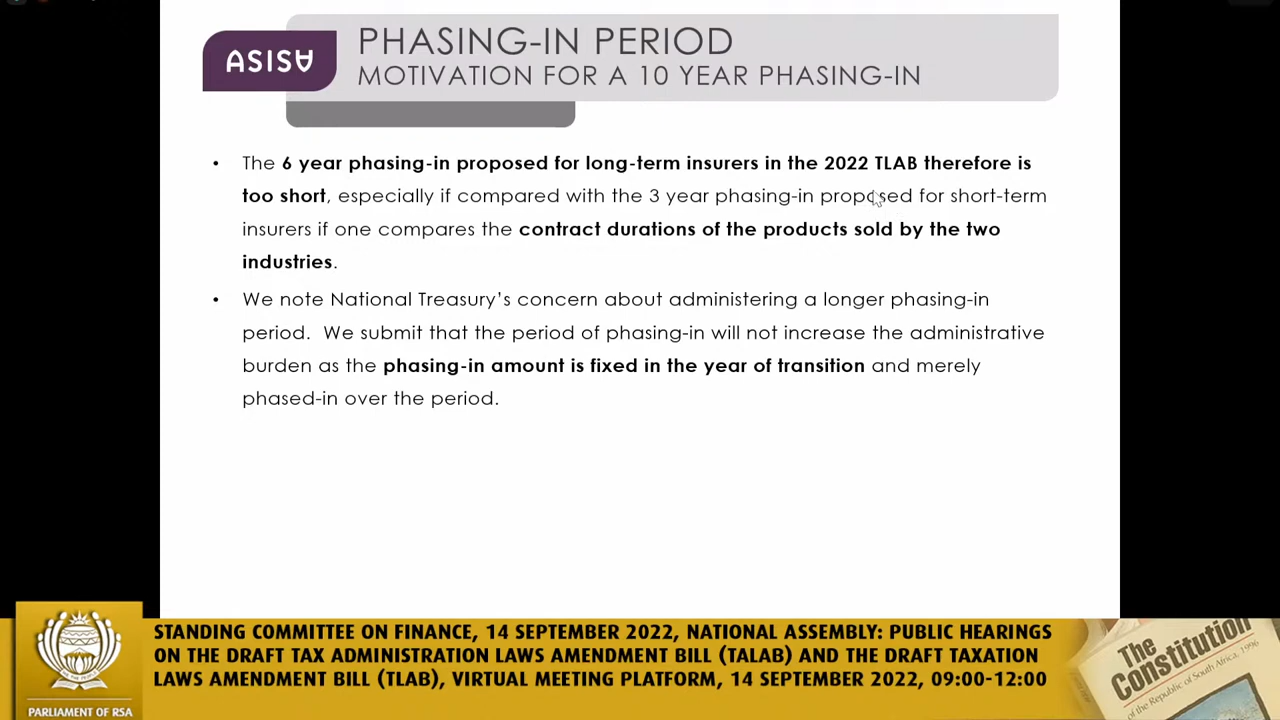 ASISA
PHASING-IN PERIOD
MOTIVATION FOR A 10 YEAR PHASING-IN
• The 6 year phasing-in proposed for long-term insurers in the 2022 TLAB therefore is
too short, especially if compared with the 3 year phasing-in proposed for short-term
insurers if one compares the contract durations of the products sold by the two
industries.
• We note National Treasury's concern about administering a longer phasing-in
period. We submit that the period of phasing-in will not increase the administrative
burden as the phasing-in amount is fixed in the year of transition and merely
phased-in over the period.
STANDING COMMITTEE ON FINANCE, 14 SEPTEMBER 2022, NATIONAL ASSEMBLY: PUBLIC HEARINGS
ON THE DRAFT TAX ADMINISTRATION LAWS AMENDMENT BILL (TALAB) AND THE DRAFT TAXATION
LAWS AMENDMENT BILL (TLAB), VIRTUAL MEETING PLATFORM, 14 SEPTEMBER 2022, 09:00-12:00
PARLIAMENT OF RSA
The
Constitution
of the Republic of South Africa, 1996